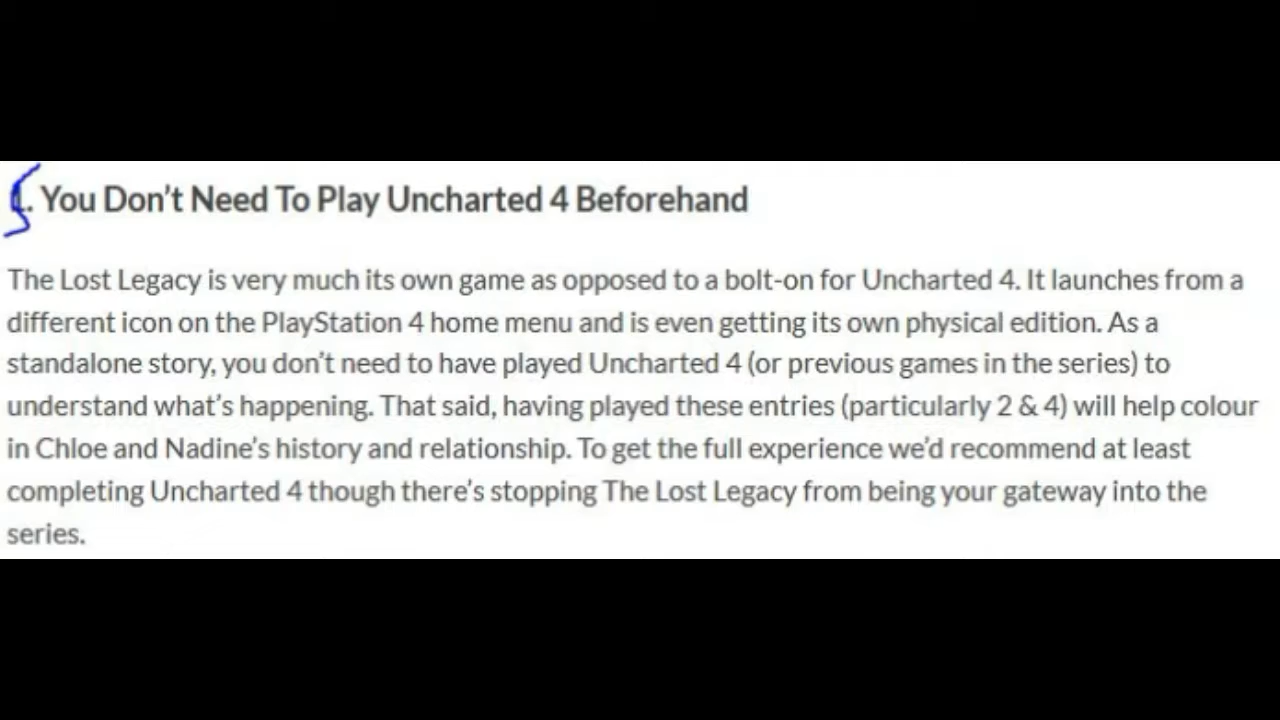 . You Don't Need To Play Uncharted 4 Beforehand
The Lost Legacy is very much its own game as opposed to a bolt-on for Uncharted 4. It launches from a
different icon on the PlayStation 4 home menu and is even getting its own physical edition. As a
standalone story, you don't need to have played Uncharted 4 (or previous games in the series) to
understand what's happening. That said, having played these entries (particularly 2 & 4) will help colour
in Chloe and Nadine's history and relationship. To get the full experience we'd recommend at least
completing Uncharted 4 though there's stopping The Lost Legacy from being your gateway into the
series.